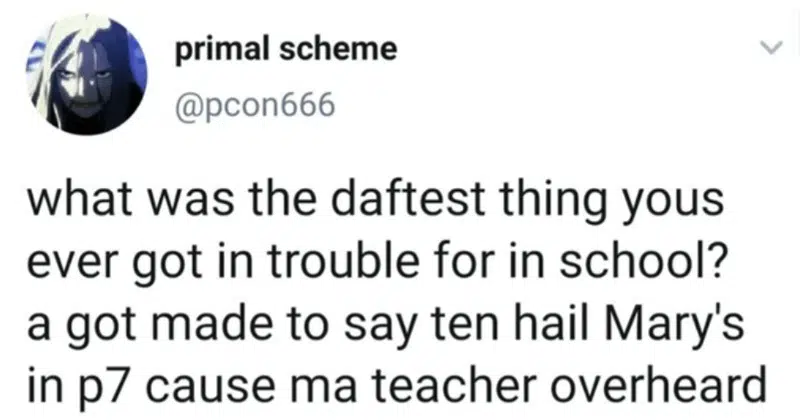 primal scheme
@pcon666
what was the daftest thing yous
ever got in trouble for in school?
a got made to say ten hail Mary's
in p7 cause ma teacher overheard